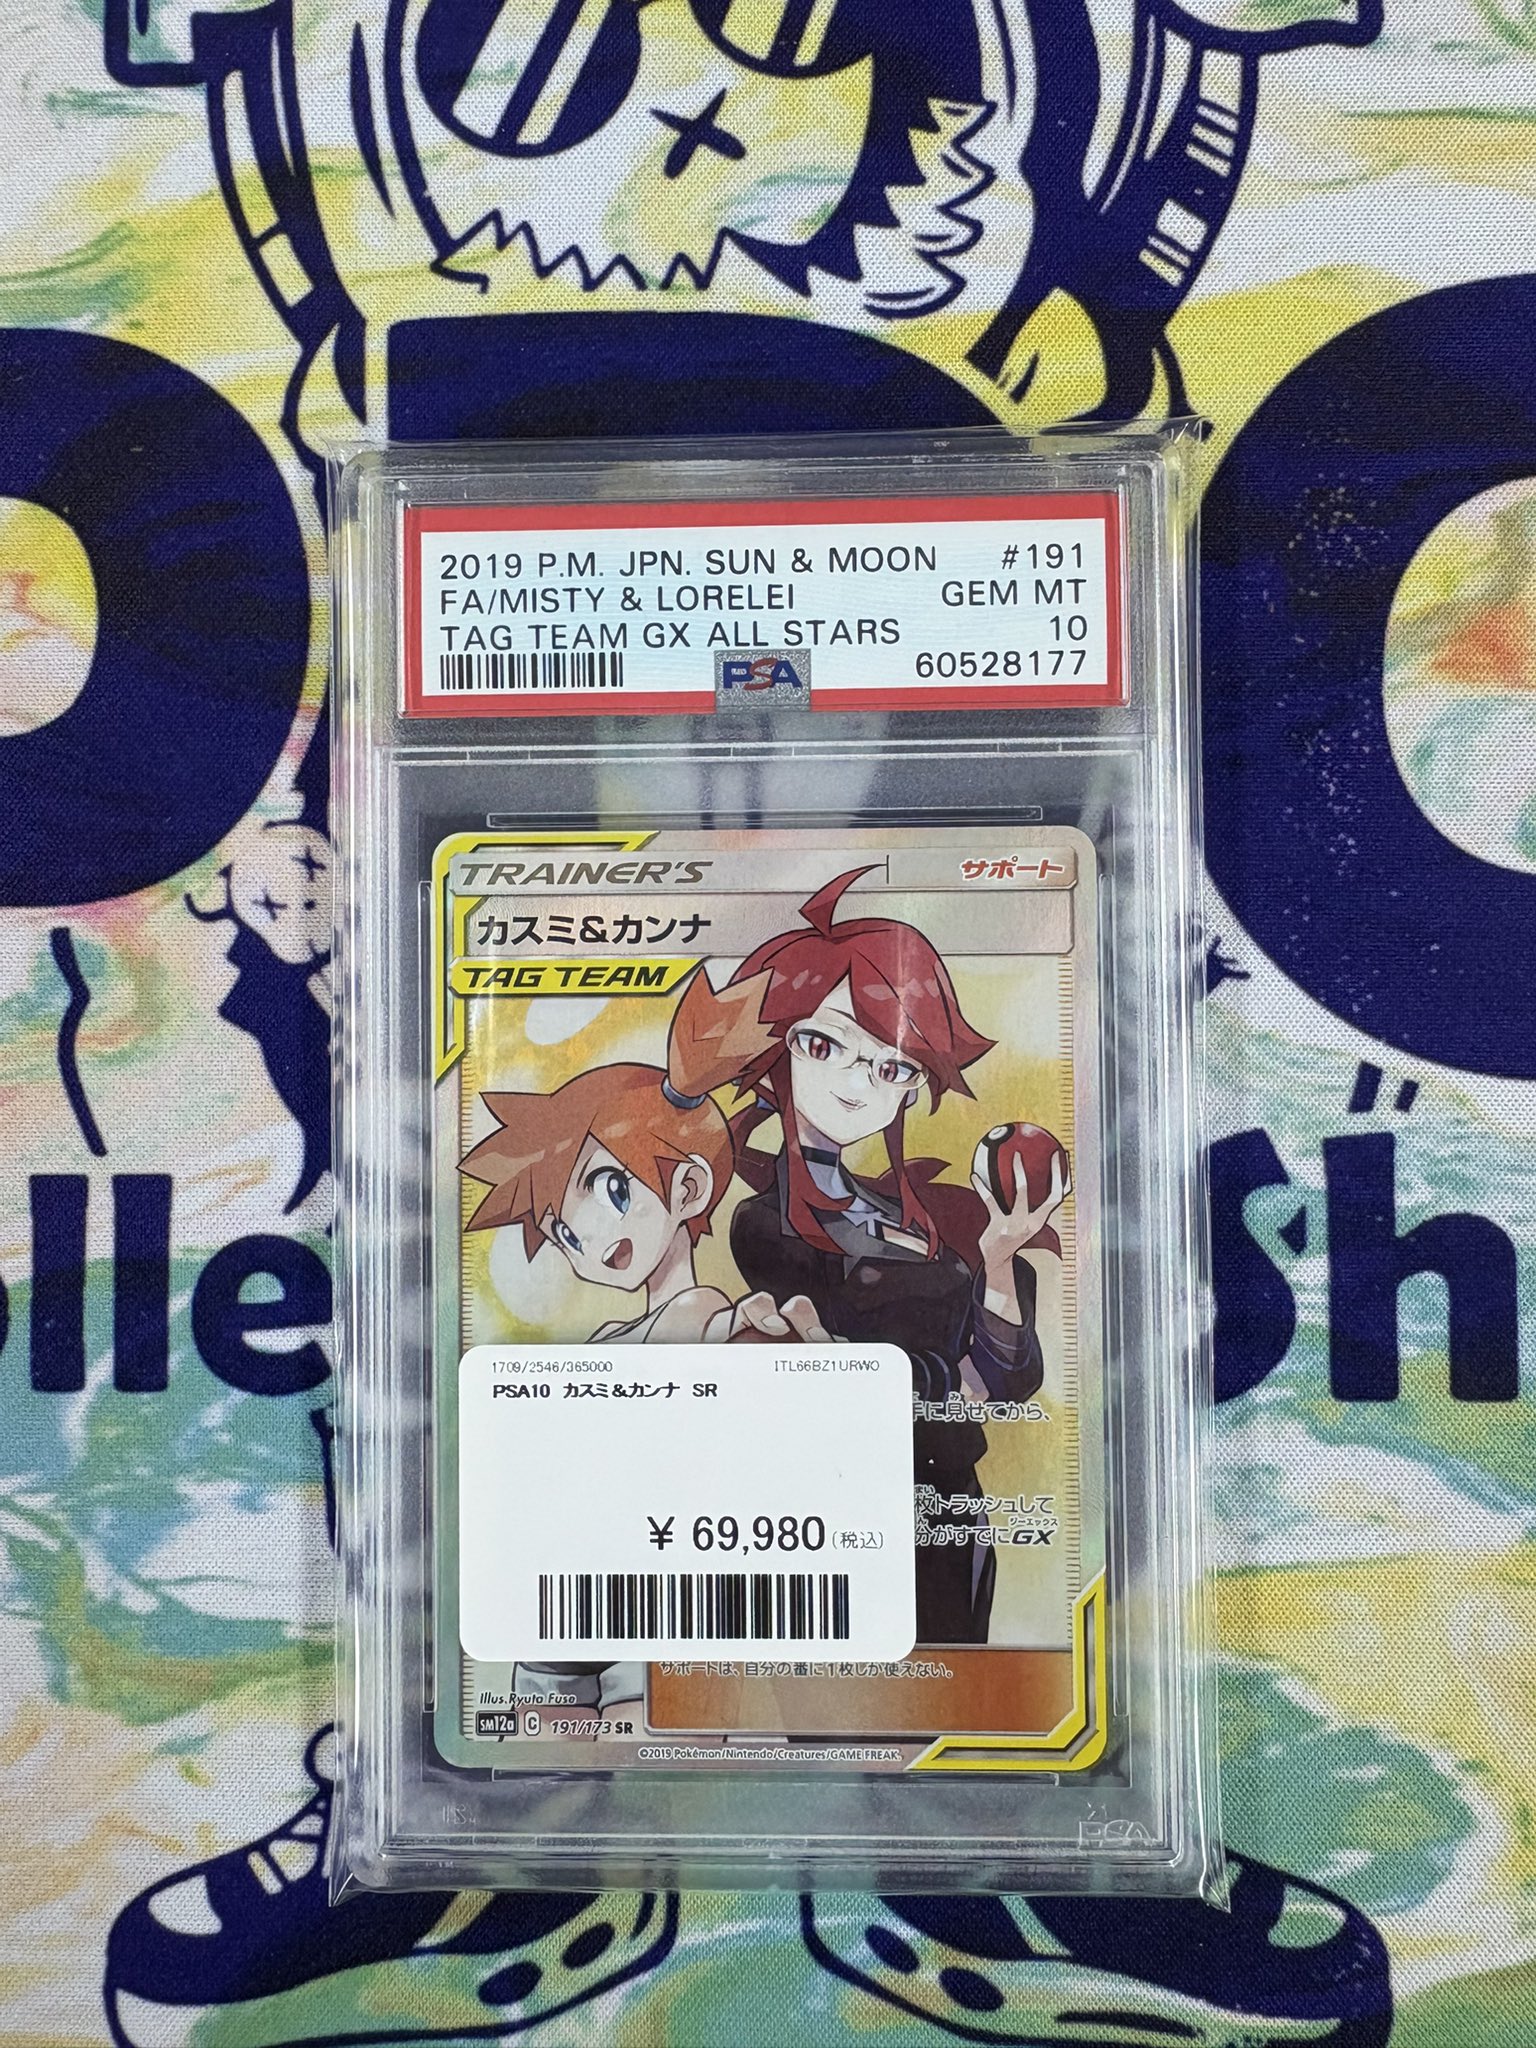 2019 P.M. JPN. SUN & MOON #191
FA/MISTY & LORELEI GEM MT
TAG TEAM GX ALL STARS 10
PSA 60528177
TRAINER'S サポート
カスミ&カンナ
TAG TEAM
1709/2546/365000 ITL66BZ1URWO
PSA10 カスミ&カンナ SR
手に見せてから、
枚トラッシュして
分がすでにGX
¥ 69,980(税込)
サポートは、自分の番に1枚しか使えない。
Illus.Ryuta Fuse
SM12a C 191/173 SR
©2019 Pokémon/Nintendo/Creatures/GAME FREAK.
PSA